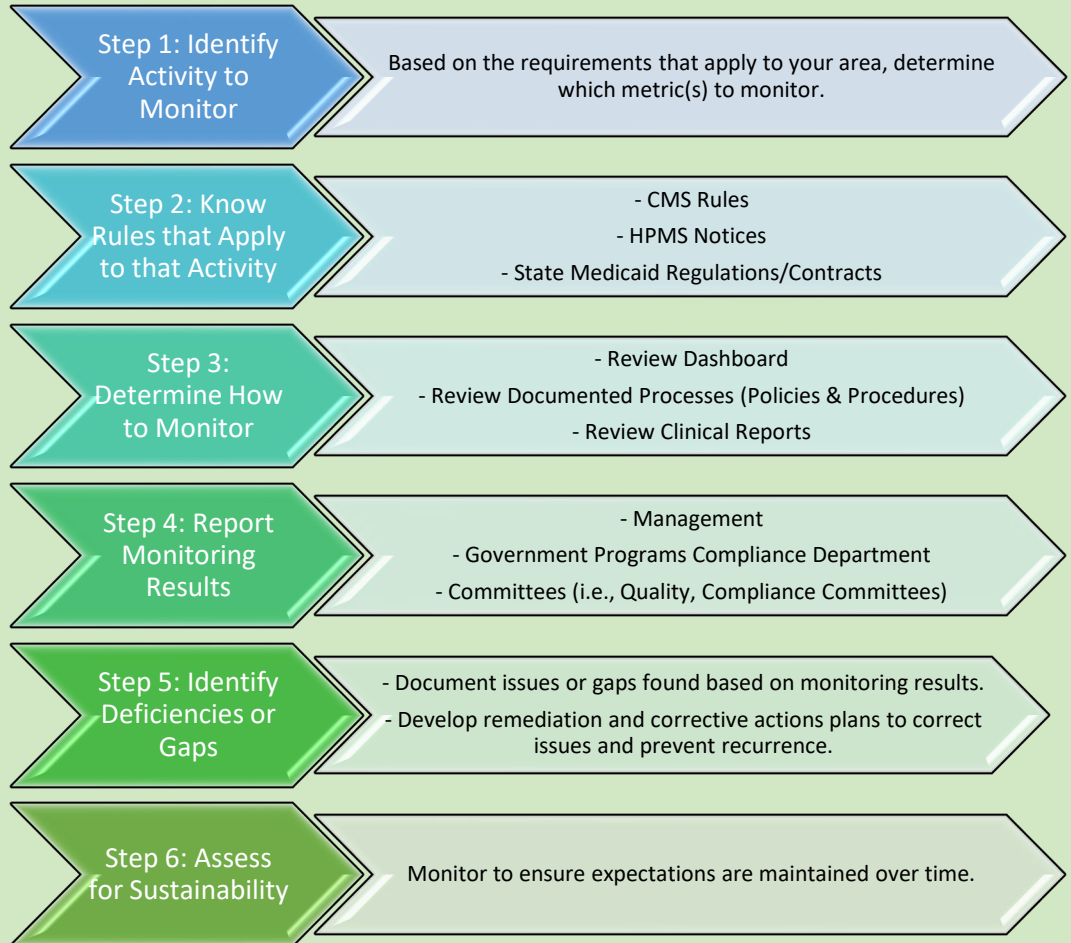 Step 1: Identify
Activity to
Monitor
Based on the requirements that apply to your area, determine
which metric(s) to monitor.
Step 2: Know
Rules that Apply
to that Activity
- CMS Rules
- HPMS Notices
- State Medicaid Regulations/Contracts
Step 3:
Determine How
to Monitor
- Review Dashboard
- Review Documented Processes (Policies & Procedures)
- Review Clinical Reports
Step 4: Report
Monitoring
Results
- Management
- Government Programs Compliance Department
- Committees (i.e., Quality, Compliance Committees)
Step 5: Identify
Deficiencies or
Gaps
- Document issues or gaps found based on monitoring results.
- Develop remediation and corrective actions plans to correct
issues and prevent recurrence.
Step 6: Assess
for Sustainability
Monitor to ensure expectations are maintained over time.